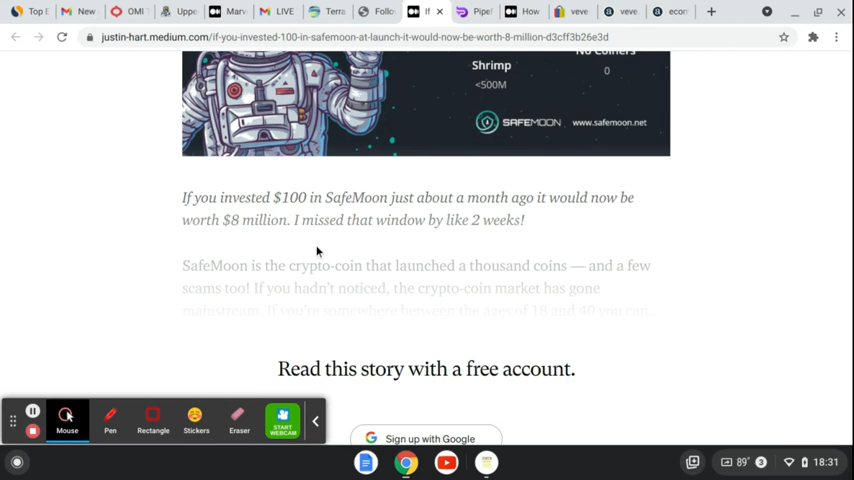 Top E
New
OMI T
Uppe
Marv
LIVE
Terra
Follo
If
Pipel
How
veve
veve.
econ
justin-hart.medium.com/if-you-invested-100-in-safemoon-at-launch-it-would-now-be-worth-8-million-d3cff3b26e3d
No Coiners
0
Shrimp
<500M
SAFEMOON www.safemoon.net
If you invested $100 in SafeMoon just about a month ago it would now be
worth $8 million. I missed that window by like 2 weeks!
SafeMoon is the crypto-coin that launched a thousand coins — and a few
scams too! If you hadn't noticed, the crypto-coin market has gone
mainstream. If you're somewhere between the ages of 18 and 40 you can
Read this story with a free account.
Mouse
Pen
Rectangle
Stickers
Eraser
START
WEBCAM
Sign up with Google
89°
3
18:31